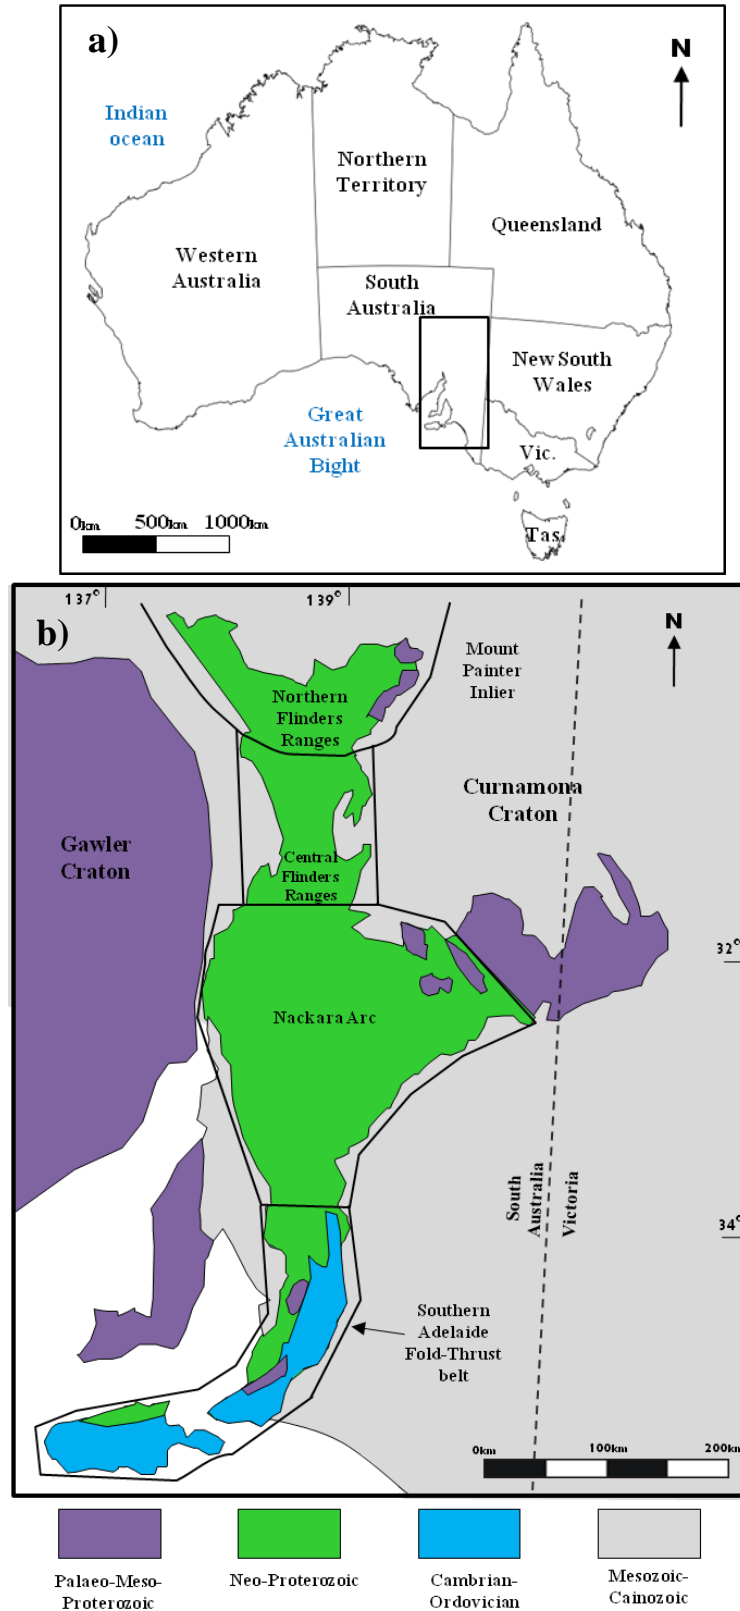 a)
N
Indian
ocean
Northern
Territory
Queensland
Western
Australia
South
Australia
New South
Wales
Great
Australian
Bight
Vic.
Tas.
0km 500km 1000km
137° 139°
b)
N
Mount
Painter
Inlier
Northern
Flinders
Ranges
Curnamona
Craton
Gawler
Craton
Central
Flinders
Ranges
32°
Nackara Arc
South
Australia
Victoria
34°
Southern
Adelaide
Fold-Thrust
belt
0km 100km 200km
Palaeo-Meso-
Proterozoic
Neo-Proterozoic
Cambrian-
Ordovician
Mesozoic-
Cainozoic